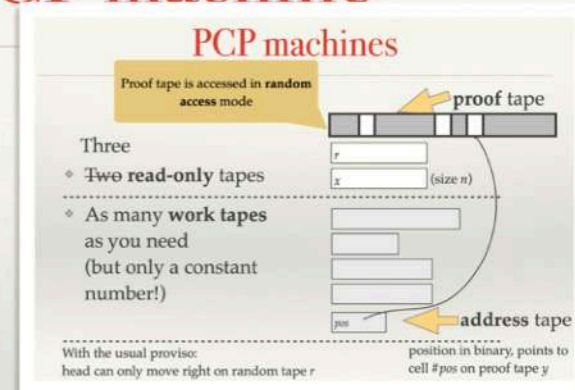 PCP machines
Proof tape is accessed in random
access mode
proof tape
Three
Two read-only tapes
r
x
(size n)
As many work tapes
as you need
(but only a constant
number!)
pos
address tape
With the usual proviso:
head can only move right on random tape r
position in binary, points to
cell #pos on proof tape y